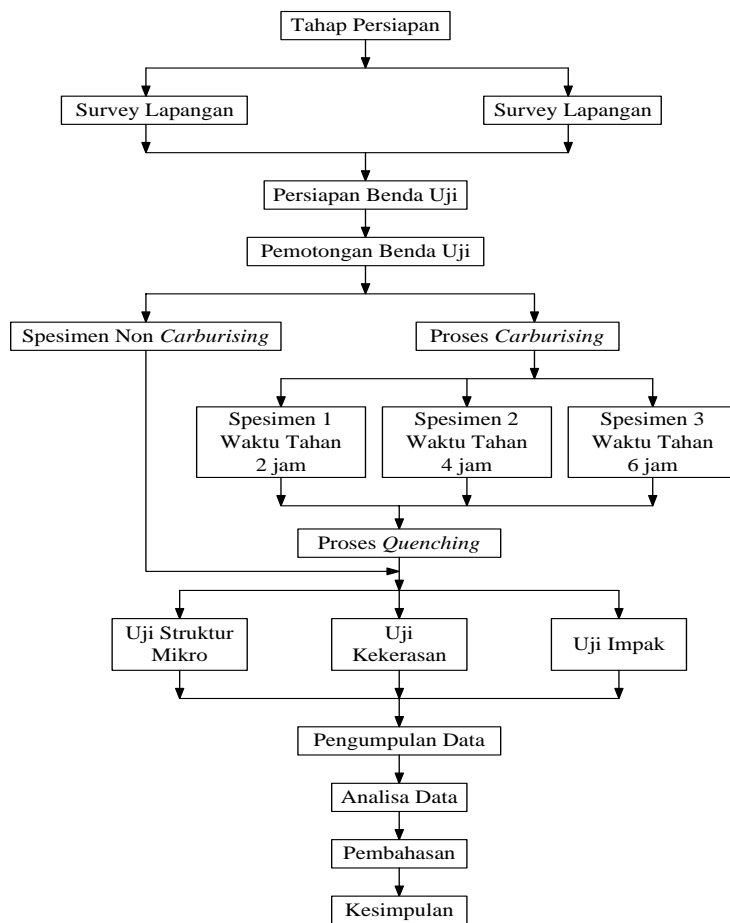 Tahap Persiapan
Survey Lapangan
Survey Lapangan
Persiapan Benda Uji
Pemotongan Benda Uji
Spesimen Non Carburising
Proses Carburising
Spesimen 1
Waktu Tahan
2 jam
Spesimen 2
Waktu Tahan
4 jam
Spesimen 3
Waktu Tahan
6 jam
Proses Quenching
Uji Struktur
Mikro
Uji
Kekerasan
Uji Impak
Pengumpulan Data
Analisa Data
Pembahasan
Kesimpulan